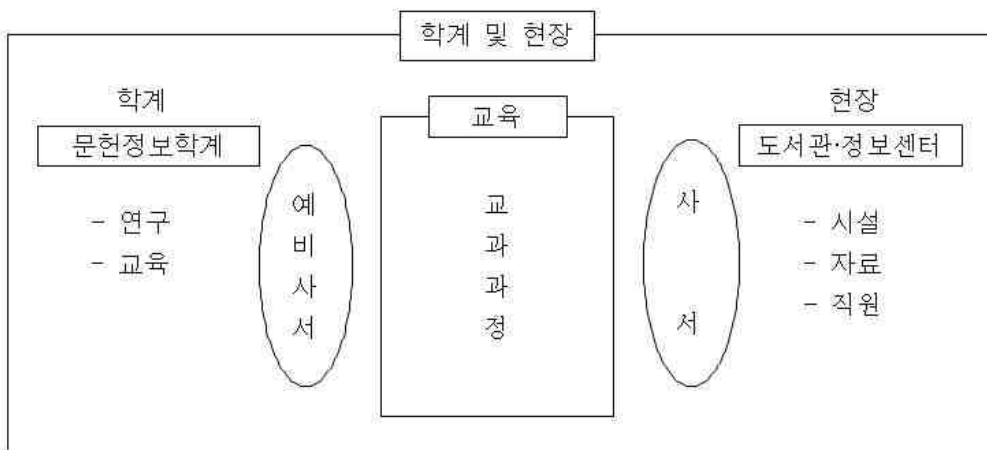 학계 및 현장
학계
문헌정보학계
- 연구
- 교육
예비사서
교육
교과과정
사서
현장
도서관·정보센터
- 시설
- 자료
- 직원